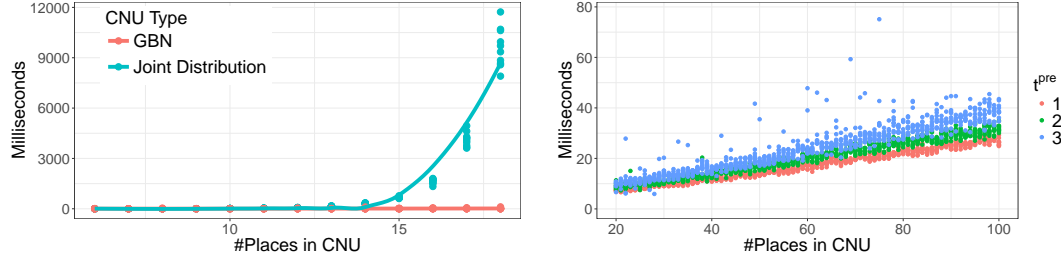 12000
9000
6000
3000
0
Milliseconds
CNU Type
GBN
Joint Distribution
10
15
#Places in CNU
80
60
40
20
0
Milliseconds
20
40
60
80
100
#Places in CNU
t^pre
1
2
3